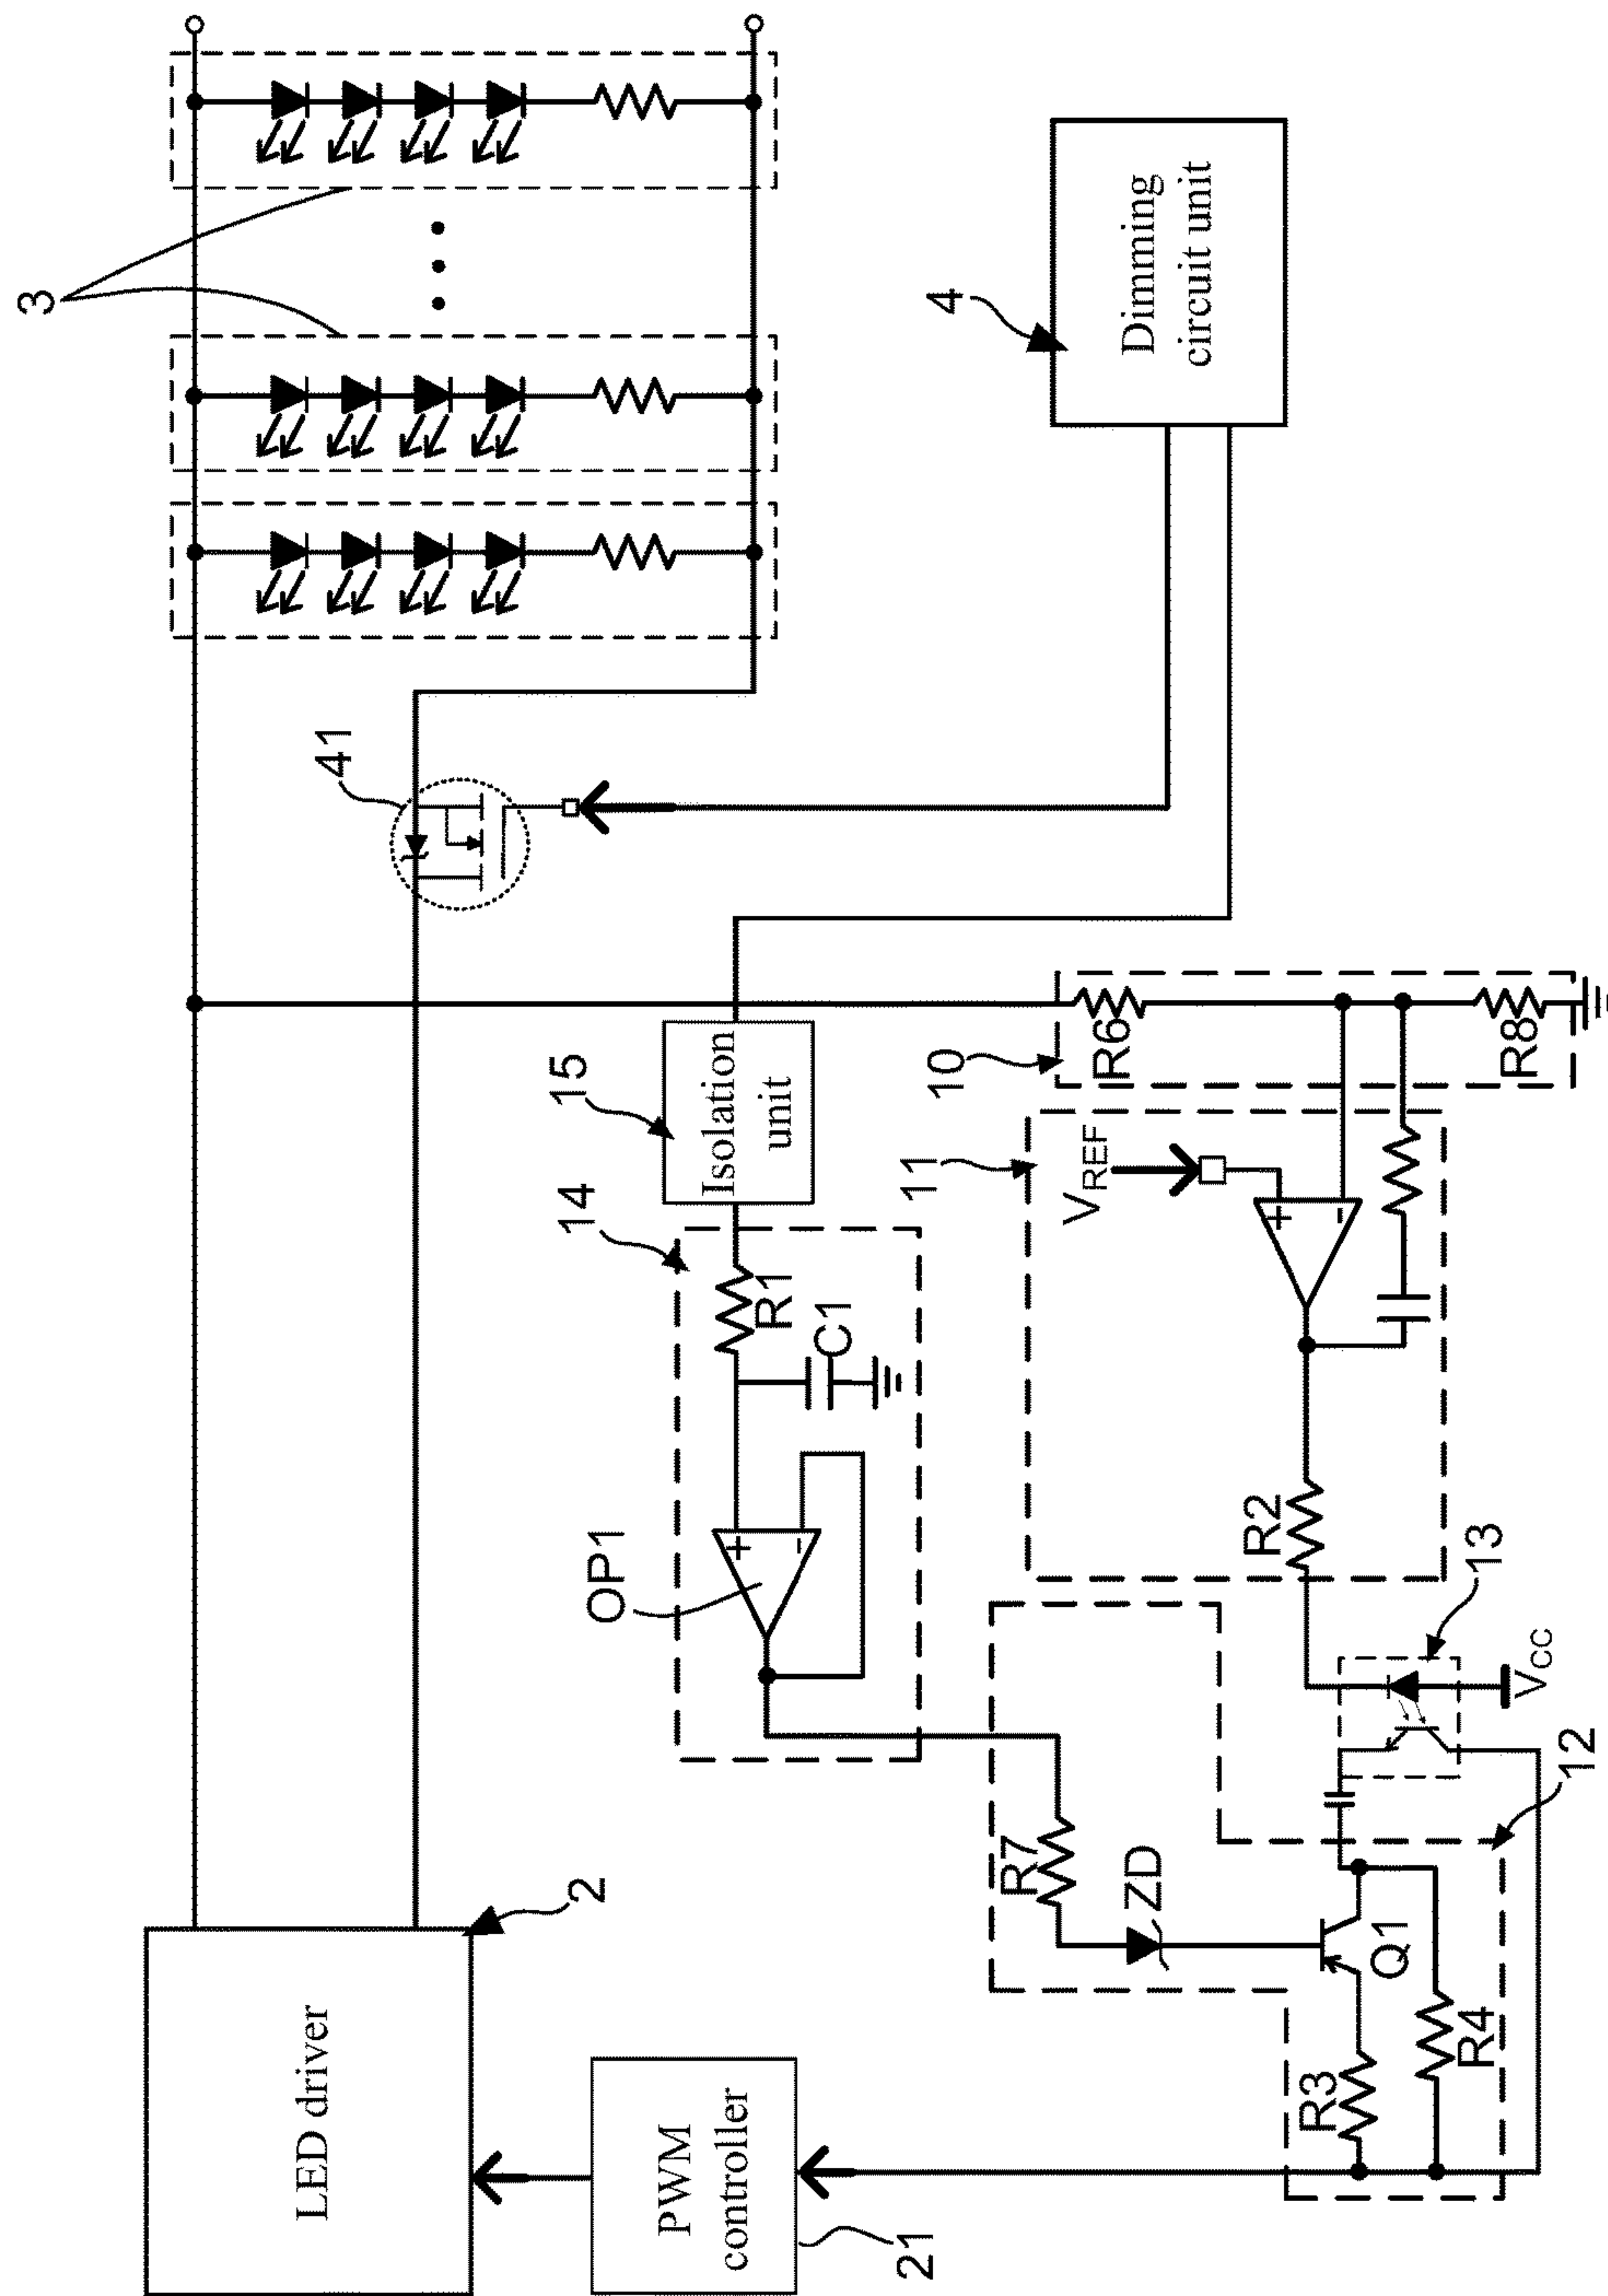 LED driver
2
PWM
controller
21
3
41
4
Dimming
circuit unit
15
Isolation
unit
14
R1
C1
OP1
+
-
10
R6
R8
11
VREF
+
-
R2
13
VCC
12
R7
ZD
Q1
R3
R4